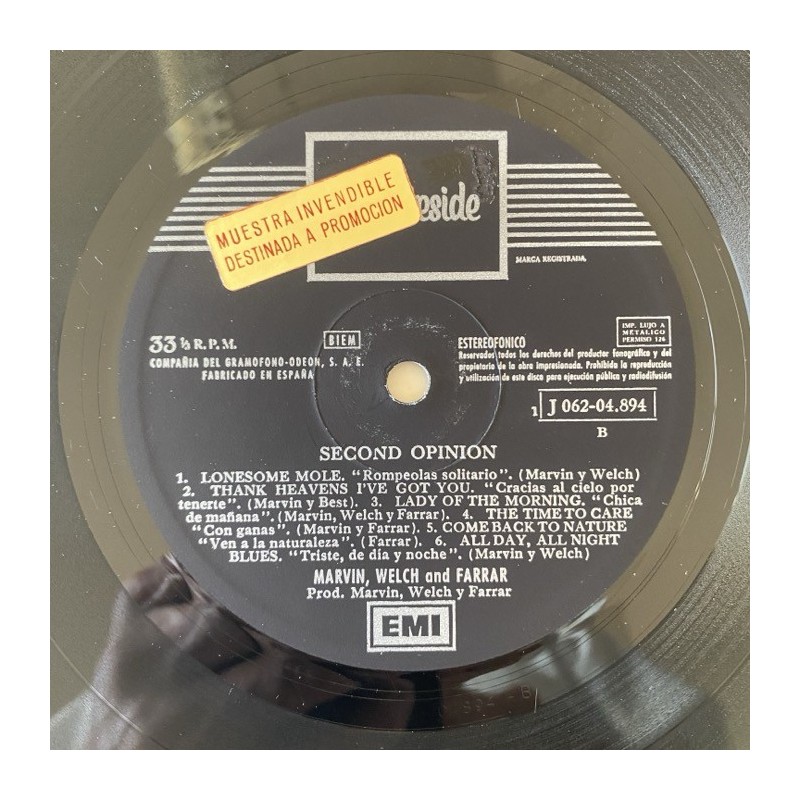 MUESTRA INVENDIBLE
DESTINADA A PROMOCION
eside
MARCA REGISTRADA
33 ⅓ R.P.M.
BIEM
COMPAÑIA DEL GRAMOFONO-ODEON, S. A. E.
FABRICADO EN ESPAÑA
ESTEREOFONICO
Reservados todos los derechos del productor fonográfico y del
propietario de la obra impresionada. Prohibida la reproducción
y utilización de este disco para ejecución pública y radiodifusión
IMP. LUJO A
METALICO
PERMISO 126
1 J 062-04.894
B
SECOND OPINION
1. LONESOME MOLE. "Rompeolas solitario". (Marvin y Welch)
2. THANK HEAVENS I'VE GOT YOU. "Cracias al cielo por
tenerte". (Marvin y Best). 3. LADY OF THE MORNING. "Chica
de mañana". (Marvin, Welch y Farrar). 4. THE TIME TO CARE
"Con ganas". (Marvin y Farrar). 5. COME BACK TO NATURE
"Ven a la naturaleza". (Farrar). 6. ALL DAY, ALL NIGHT
BLUES. "Triste, de día y noche". (Marvin y Welch)
MARVIN, WELCH and FARRAR
Prod. Marvin, Welch y Farrar
EMI